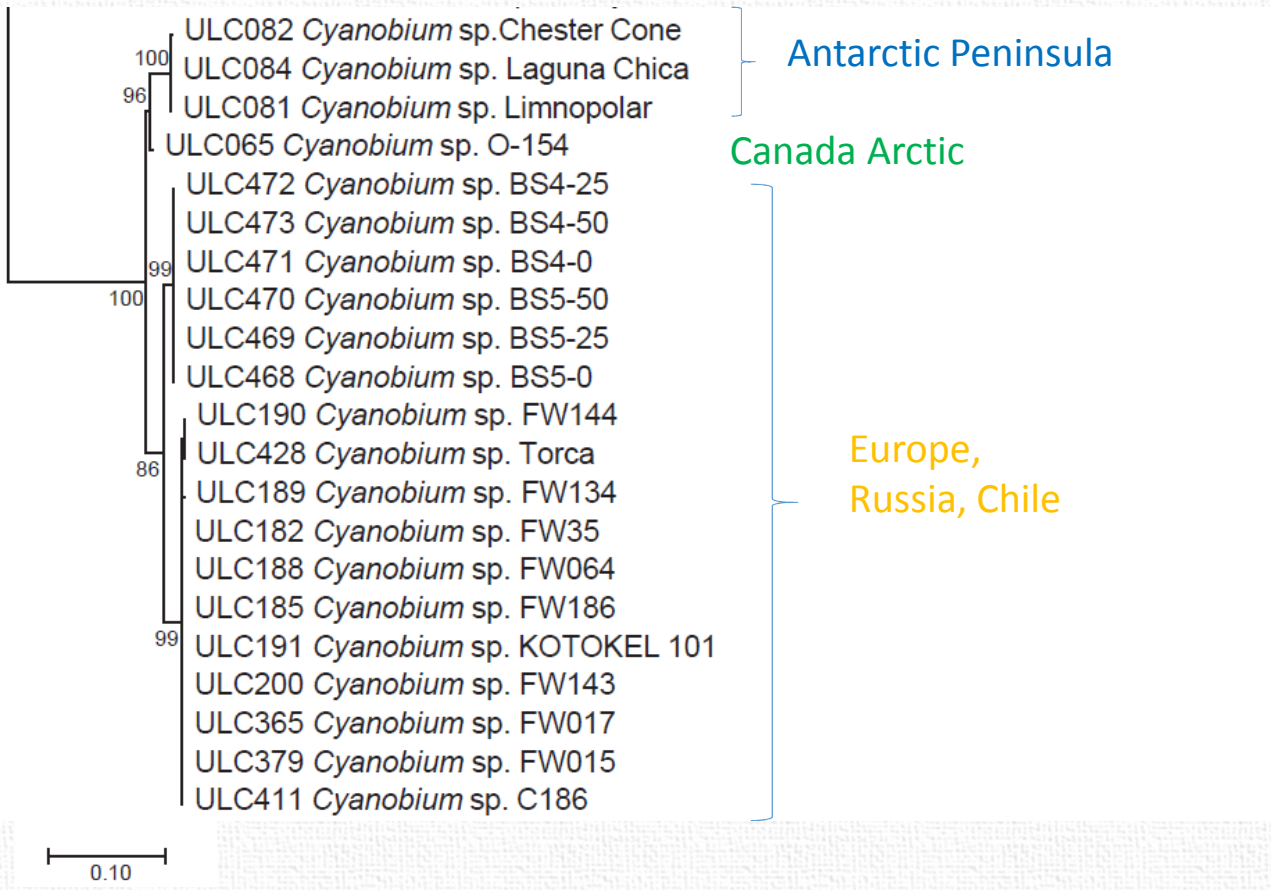 ULC082 Cyanobium sp.Chester Cone
ULC084 Cyanobium sp. Laguna Chica
ULC081 Cyanobium sp. Limnopolar
Antarctic Peninsula
100
96
ULC065 Cyanobium sp. O-154
Canada Arctic
ULC472 Cyanobium sp. BS4-25
ULC473 Cyanobium sp. BS4-50
ULC471 Cyanobium sp. BS4-0
ULC470 Cyanobium sp. BS5-50
ULC469 Cyanobium sp. BS5-25
ULC468 Cyanobium sp. BS5-0
99
100
ULC190 Cyanobium sp. FW144
ULC428 Cyanobium sp. Torca
ULC189 Cyanobium sp. FW134
ULC182 Cyanobium sp. FW35
ULC188 Cyanobium sp. FW064
ULC185 Cyanobium sp. FW186
ULC191 Cyanobium sp. KOTOKEL 101
ULC200 Cyanobium sp. FW143
ULC365 Cyanobium sp. FW017
ULC379 Cyanobium sp. FW015
ULC411 Cyanobium sp. C186
86
99
Europe,
Russia, Chile
0.10